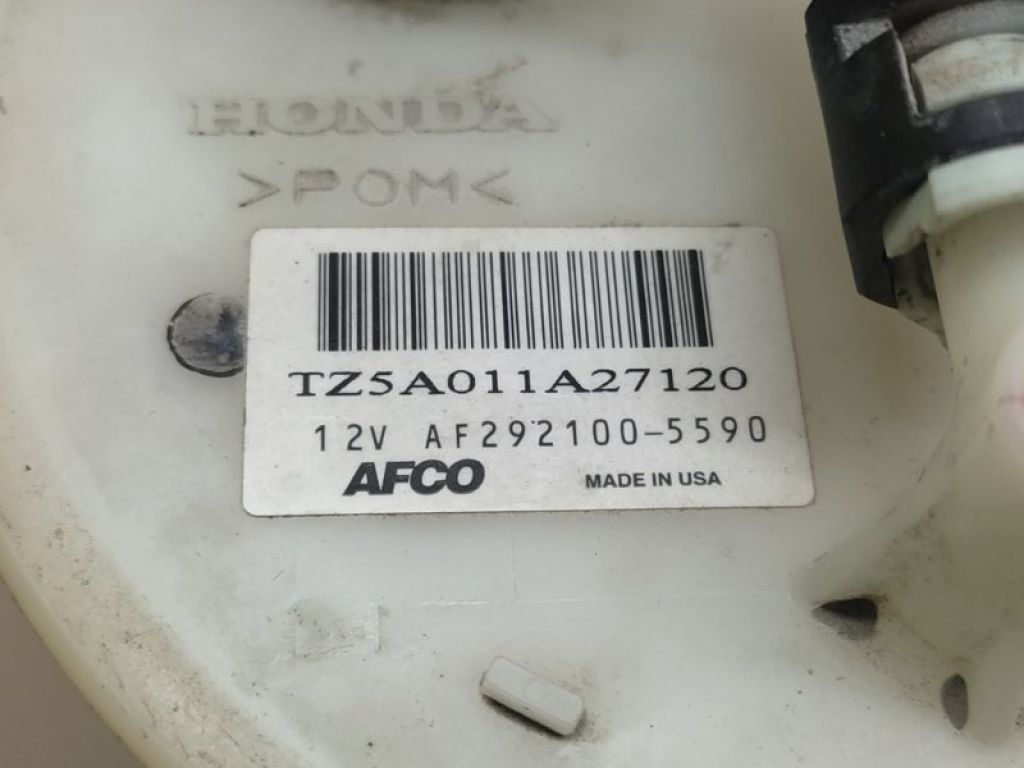 HONDA
>POM<
TZ5A011A27120
12V AF292100-5590
AFCO MADE IN USA